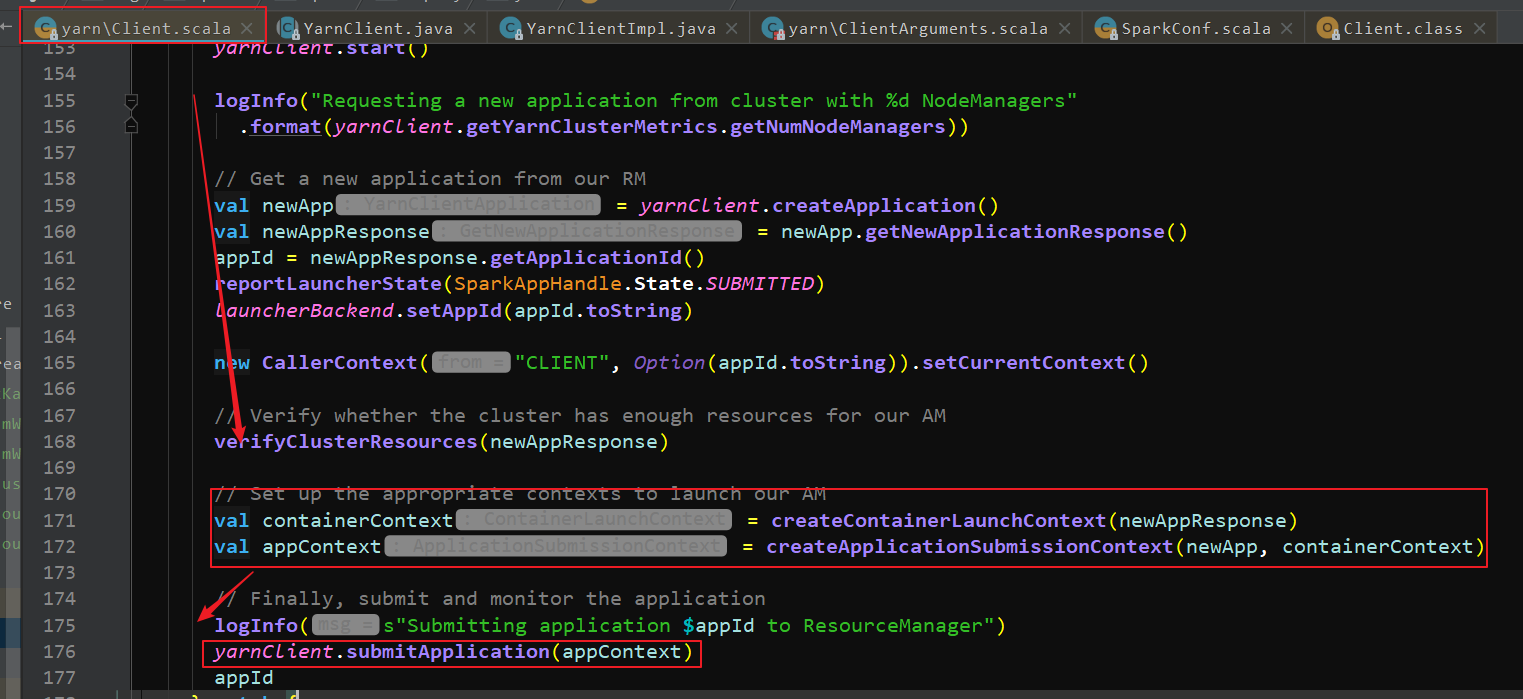 yarn\Client.scala YarnClient.java YarnClientImpl.java yarn\ClientArguments.scala SparkConf.scala Client.class
153 yarnClient.start()
154
155 logInfo("Requesting a new application from cluster with %d NodeManagers"
156 .format(yarnClient.getYarnClusterMetrics.getNumNodeManagers))
157
158 // Get a new application from our RM
159 val newApp : YarnClientApplication = yarnClient.createApplication()
160 val newAppResponse : GetNewApplicationResponse = newApp.getNewApplicationResponse()
161 appId = newAppResponse.getApplicationId()
162 reportLauncherState(SparkAppHandle.State.SUBMITTED)
163 launcherBackend.setAppId(appId.toString)
164
165 new CallerContext( from = "CLIENT", Option(appId.toString)).setCurrentContext()
166
167 // Verify whether the cluster has enough resources for our AM
168 verifyClusterResources(newAppResponse)
169
170 // Set up the appropriate contexts to launch our AM
171 val containerContext : ContainerLaunchContext = createContainerLaunchContext(newAppResponse)
172 val appContext : ApplicationSubmissionContext = createApplicationSubmissionContext(newApp, containerContext)
173
174 // Finally, submit and monitor the application
175 logInfo( msg = s"Submitting application $appId to ResourceManager")
176 yarnClient.submitApplication(appContext)
177 appId